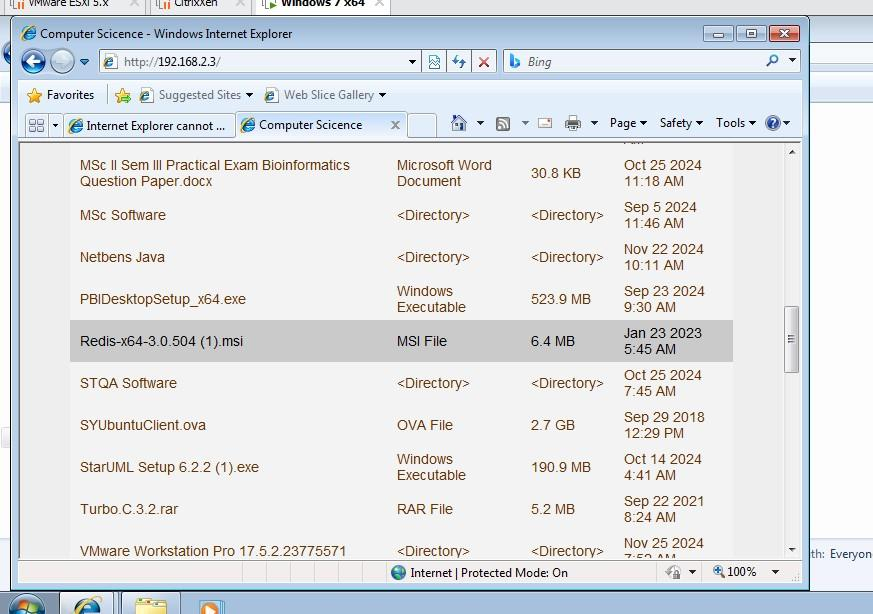 VMware ESXi 5.x
CitrixXen
Windows 7 x64
Computer Scicence - Windows Internet Explorer
http://192.168.2.3/
Bing
Favorites
Suggested Sites
Web Slice Gallery
Internet Explorer cannot ...
Computer Scicence
Page
Safety
Tools
MSc II Sem III Practical Exam Bioinformatics Microsoft Word 30.8 KB Oct 25 2024
Question Paper.docx Document 11:18 AM
MSc Software <Directory> <Directory> Sep 5 2024
11:46 AM
Netbens Java <Directory> <Directory> Nov 22 2024
10:11 AM
PBIDesktopSetup_x64.exe Windows 523.9 MB Sep 23 2024
Executable 9:30 AM
Redis-x64-3.0.504 (1).msi MSI File 6.4 MB Jan 23 2023
5:45 AM
STQA Software <Directory> <Directory> Oct 25 2024
7:45 AM
SYUbuntuClient.ova OVA File 2.7 GB Sep 29 2018
12:29 PM
StarUML Setup 6.2.2 (1).exe Windows 190.9 MB Oct 14 2024
Executable 4:41 AM
Turbo.C.3.2.rar RAR File 5.2 MB Sep 22 2021
8:24 AM
VMware Workstation Pro 17.5.2.23775571 <Directory> <Directory> Nov 25 2024
th: Everyon
Internet | Protected Mode: On
100%